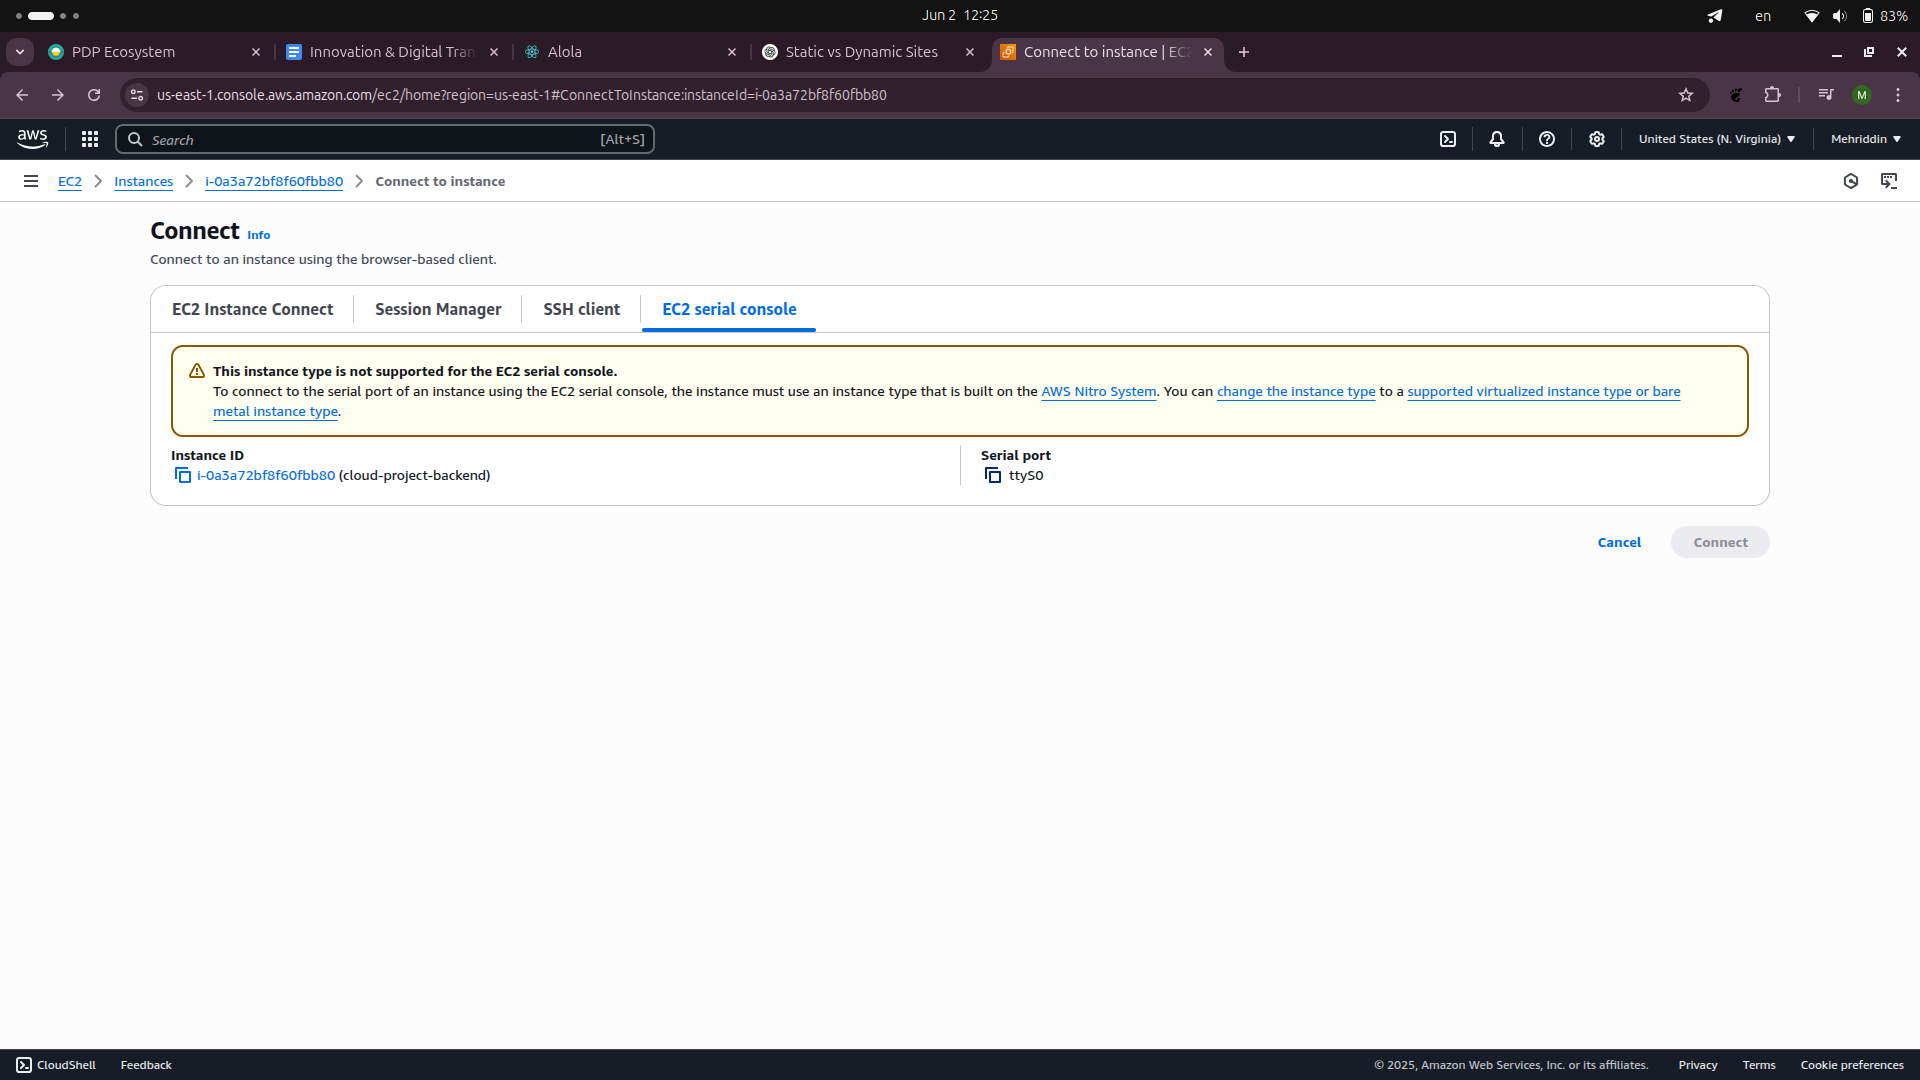 Jun 2 12:25
en
83%
PDP Ecosystem
Innovation & Digital Tran
Alola
Static vs Dynamic Sites
Connect to instance | EC2
us-east-1.console.aws.amazon.com/ec2/home?region=us-east-1#ConnectToInstance:instanceId=i-0a3a72bf8f60fbb80
M
aws
Search
[Alt+S]
United States (N. Virginia)
Mehriddin
EC2
Instances
i-0a3a72bf8f60fbb80
Connect to instance
Connect Info
Connect to an instance using the browser-based client.
EC2 Instance Connect
Session Manager
SSH client
EC2 serial console
This instance type is not supported for the EC2 serial console.
To connect to the serial port of an instance using the EC2 serial console, the instance must use an instance type that is built on the AWS Nitro System. You can change the instance type to a supported virtualized instance type or bare
metal instance type.
Instance ID
i-0a3a72bf8f60fbb80 (cloud-project-backend)
Serial port
ttyS0
Cancel
Connect
CloudShell
Feedback
© 2025, Amazon Web Services, Inc. or its affiliates.
Privacy
Terms
Cookie preferences